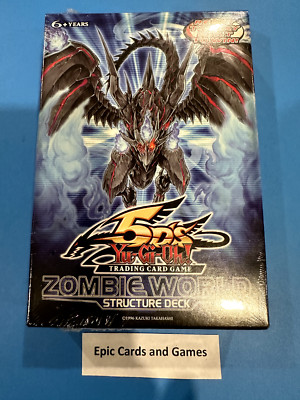 6+ YEARS
5D's
Yu-Gi-Oh!
TRADING CARD GAME
ZOMBIE WORLD
STRUCTURE DECK
©1996 KAZUKI TAKAHASHI
Epic Cards and Games